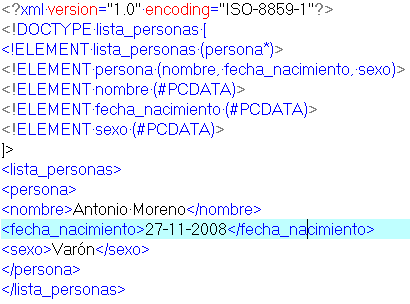 <?xml version="1.0" encoding="ISO-8859-1"?>
<!DOCTYPE lista_personas [
<!ELEMENT lista_personas (persona*)>
<!ELEMENT persona (nombre, fecha_nacimiento, sexo)>
<!ELEMENT nombre (#PCDATA)>
<!ELEMENT fecha_nacimiento (#PCDATA)>
<!ELEMENT sexo (#PCDATA)>
]>
<lista_personas>
<persona>
<nombre>Antonio Moreno</nombre>
<fecha_nacimiento>27-11-2008</fecha_nacimiento>
<sexo>Varón</sexo>
</persona>
</lista_personas>